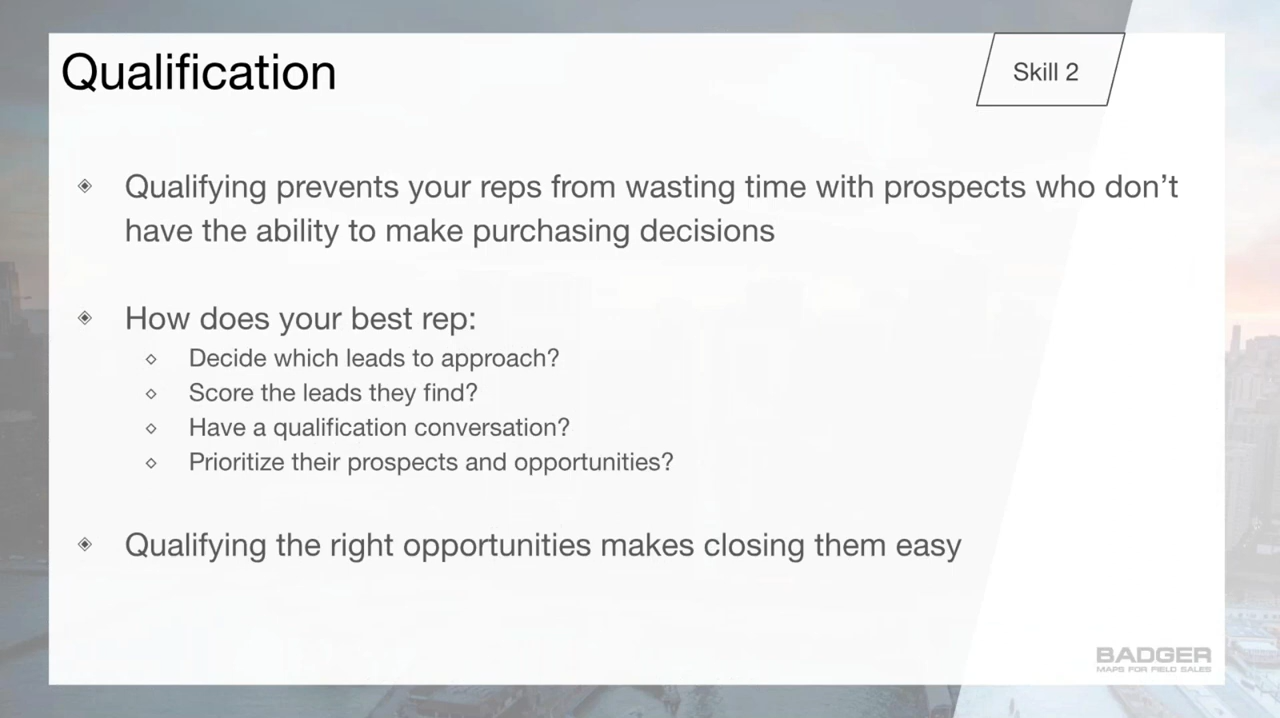 Qualification
Skill 2
Qualifying prevents your reps from wasting time with prospects who don’t
have the ability to make purchasing decisions
How does your best rep:
Decide which leads to approach?
Score the leads they find?
Have a qualification conversation?
Prioritize their prospects and opportunities?
Qualifying the right opportunities makes closing them easy
BADGER
MAPS FOR FIELD SALES